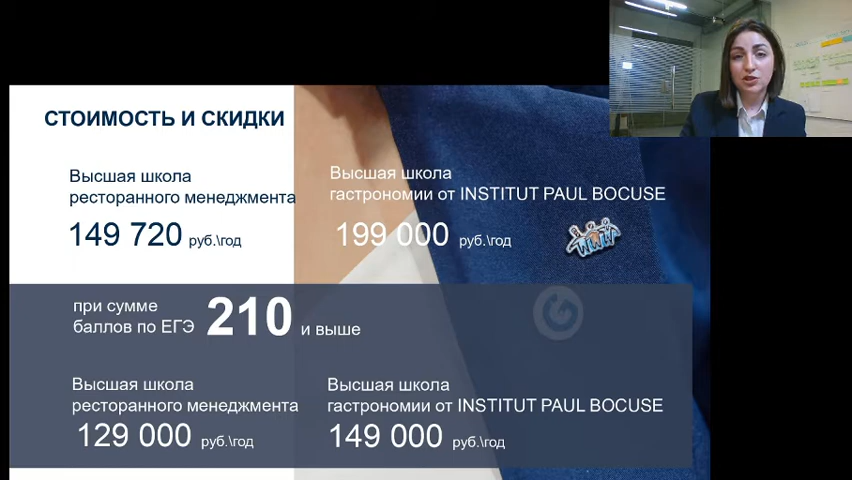 СТОИМОСТЬ И СКИДКИ
Высшая школа
ресторанного менеджмента
149 720 руб.\год
Высшая школа
гастрономии от INSTITUT PAUL BOCUSE
199 000 руб.\год
при сумме
баллов по ЕГЭ 210 и выше
Высшая школа
ресторанного менеджмента
129 000 руб.\год
Высшая школа
гастрономии от INSTITUT PAUL BOCUSE
149 000 руб.\год